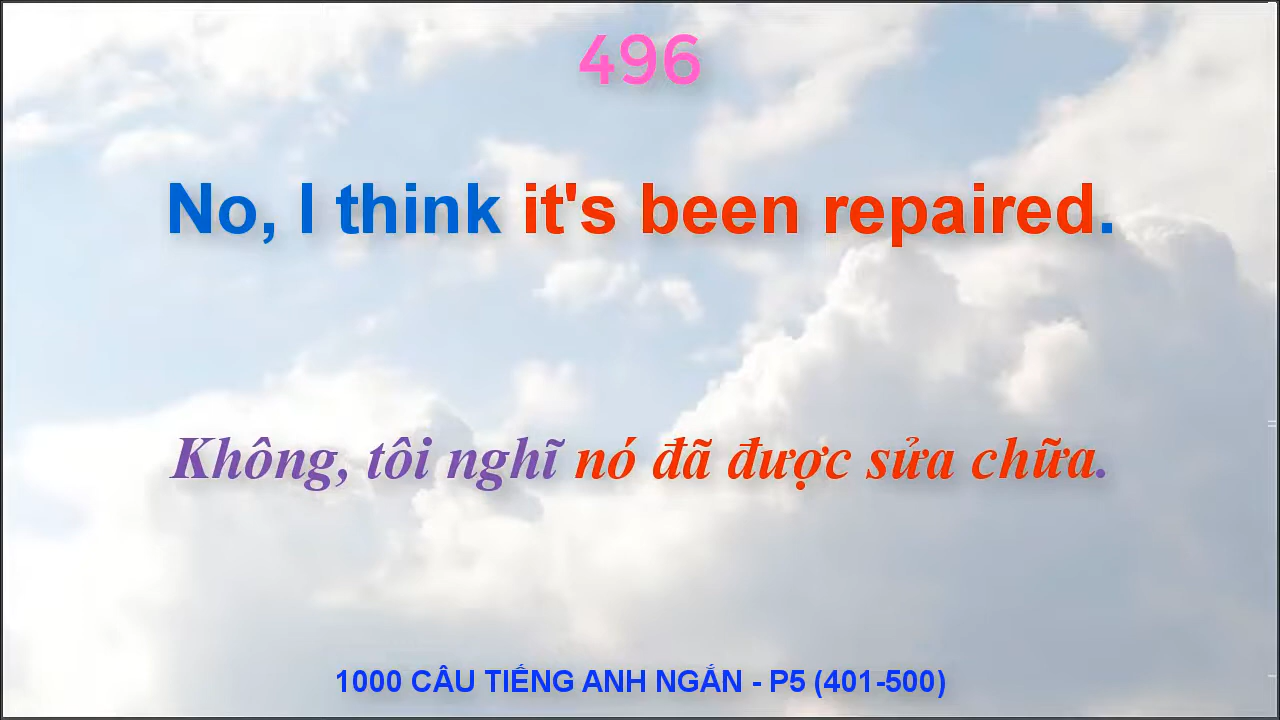 496
No, I think it's been repaired.
Không, tôi nghĩ nó đã được sửa chữa.
1000 CÂU TIẾNG ANH NGẮN - P5 (401-500)